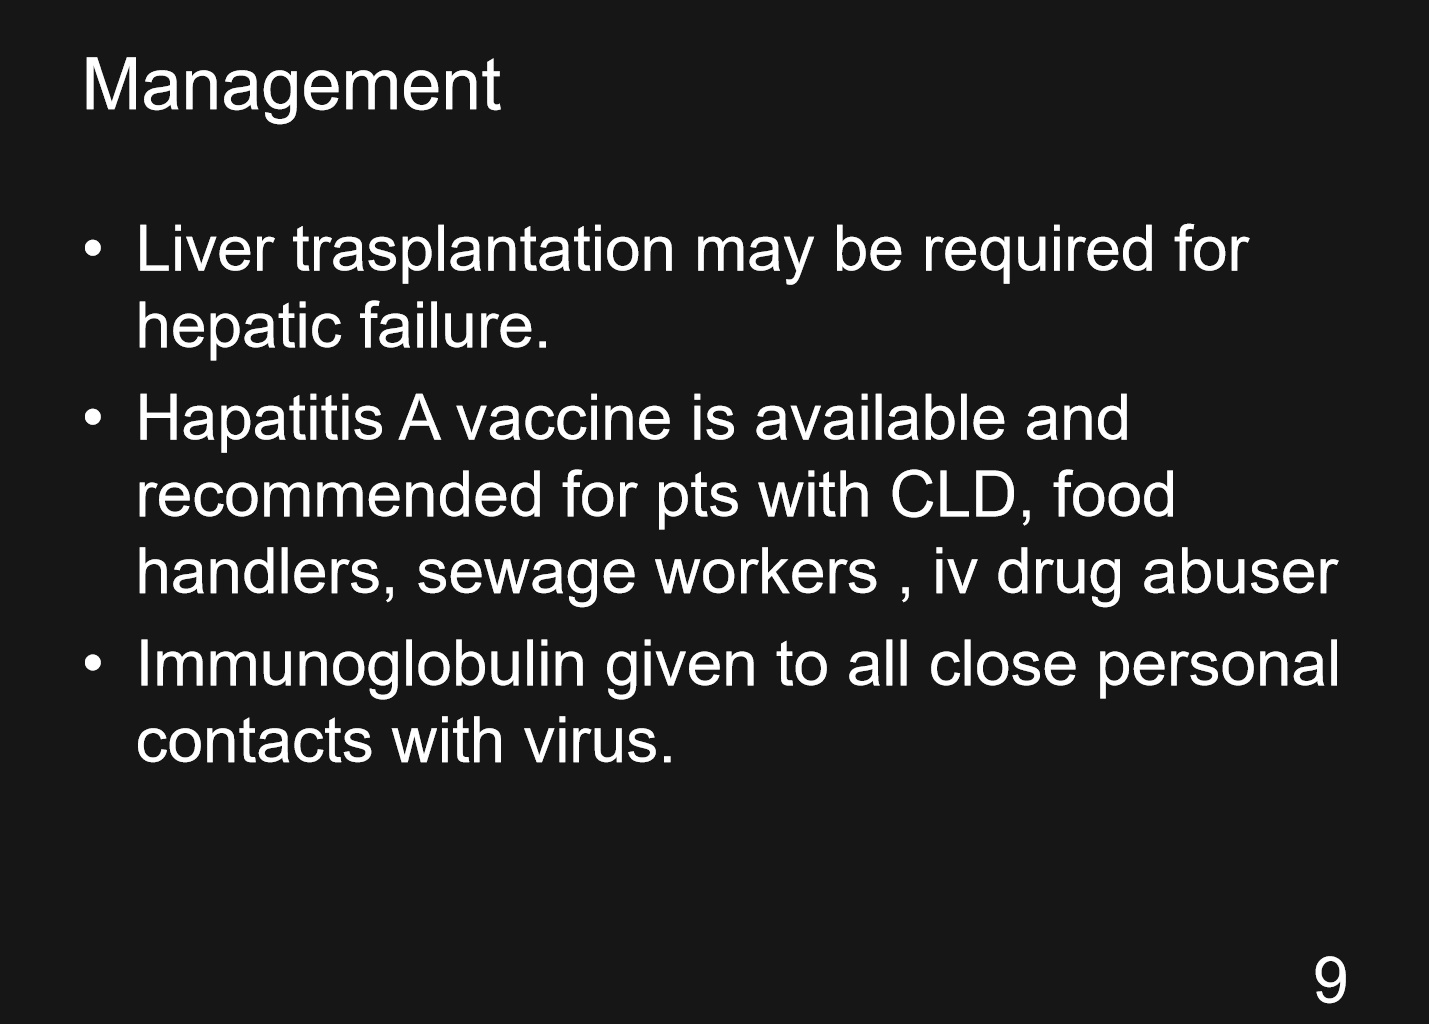 Management
• Liver trasplantation may be required for
hepatic failure.
• Hapatitis A vaccine is available and
recommended for pts with CLD, food
handlers, sewage workers , iv drug abuser
• Immunoglobulin given to all close personal
contacts with virus.
9